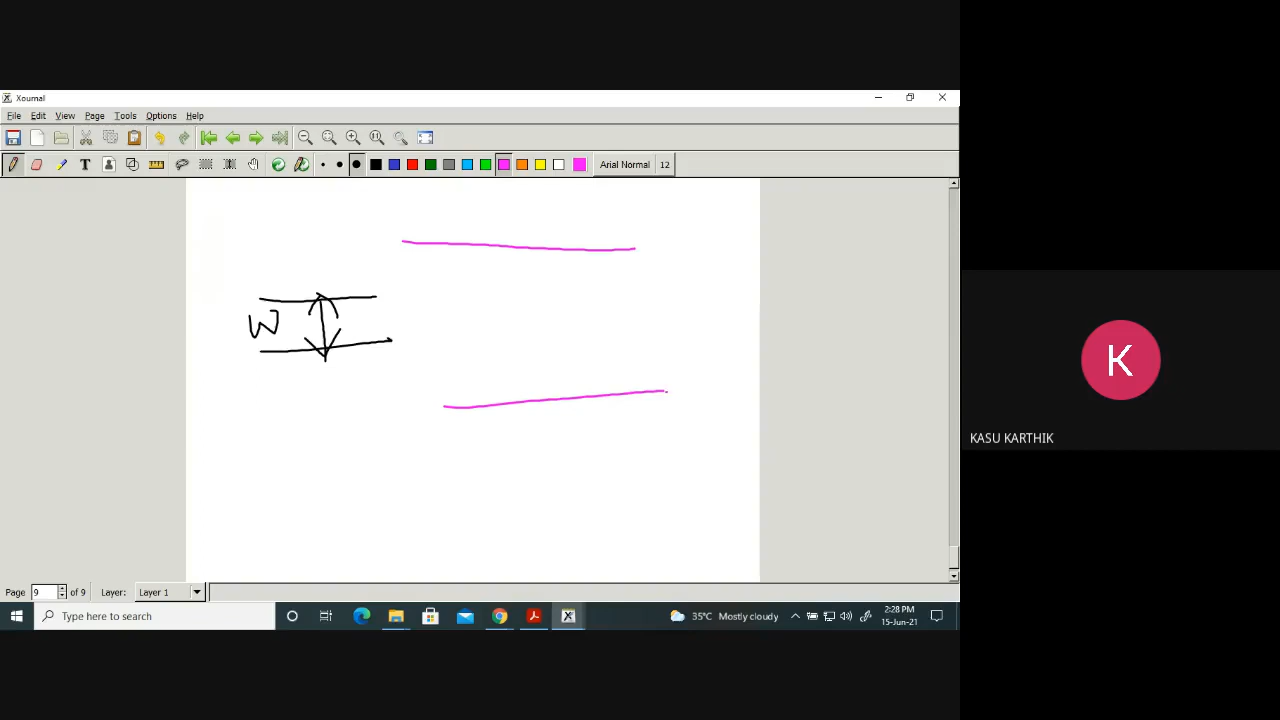 Xournal
File Edit View Page Tools Options Help
Arial Normal 12
W
KASU KARTHIK
K
Page 9 of 9 Layer: Layer 1
Type here to search
35°C Mostly cloudy
2:28 PM
15-Jun-21